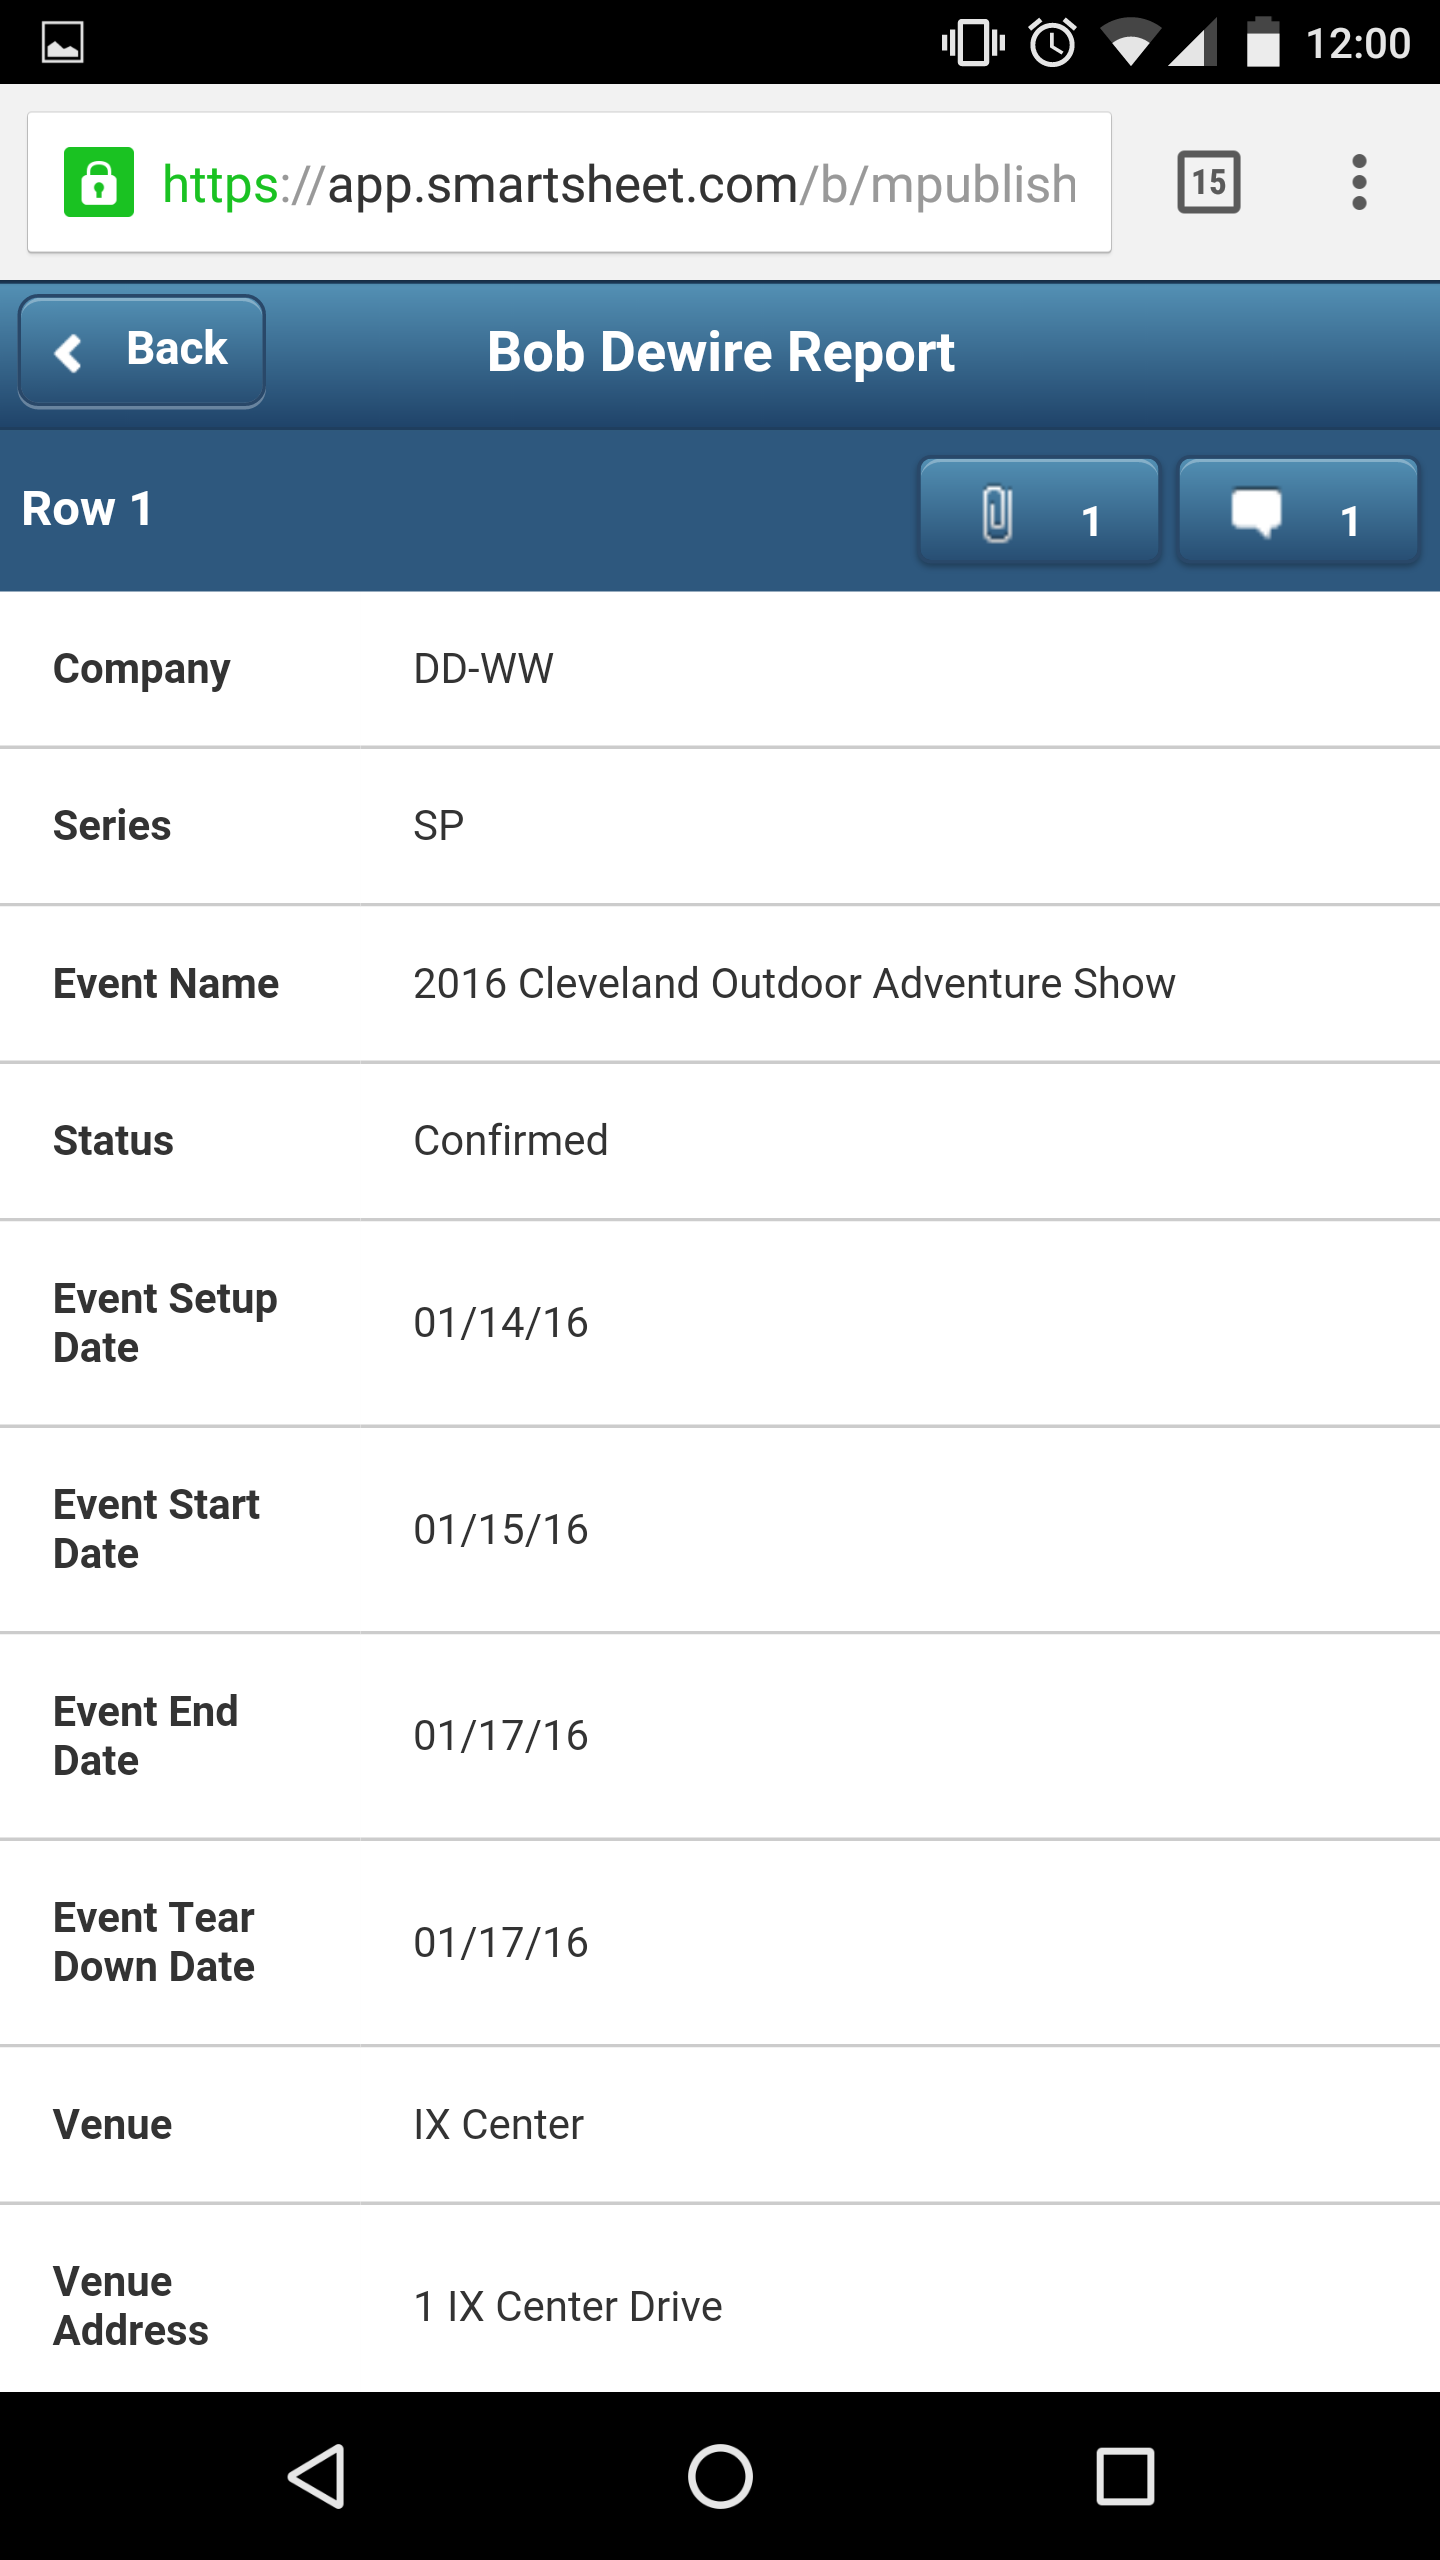 12:00
https://app.smartsheet.com/b/mpublish
15
Back
Bob Dewire Report
Row 1
1
1
Company
DD-WW
Series
SP
Event Name
2016 Cleveland Outdoor Adventure Show
Status
Confirmed
Event Setup
Date
01/14/16
Event Start
Date
01/15/16
Event End
Date
01/17/16
Event Tear
Down Date
01/17/16
Venue
IX Center
Venue
Address
1 IX Center Drive